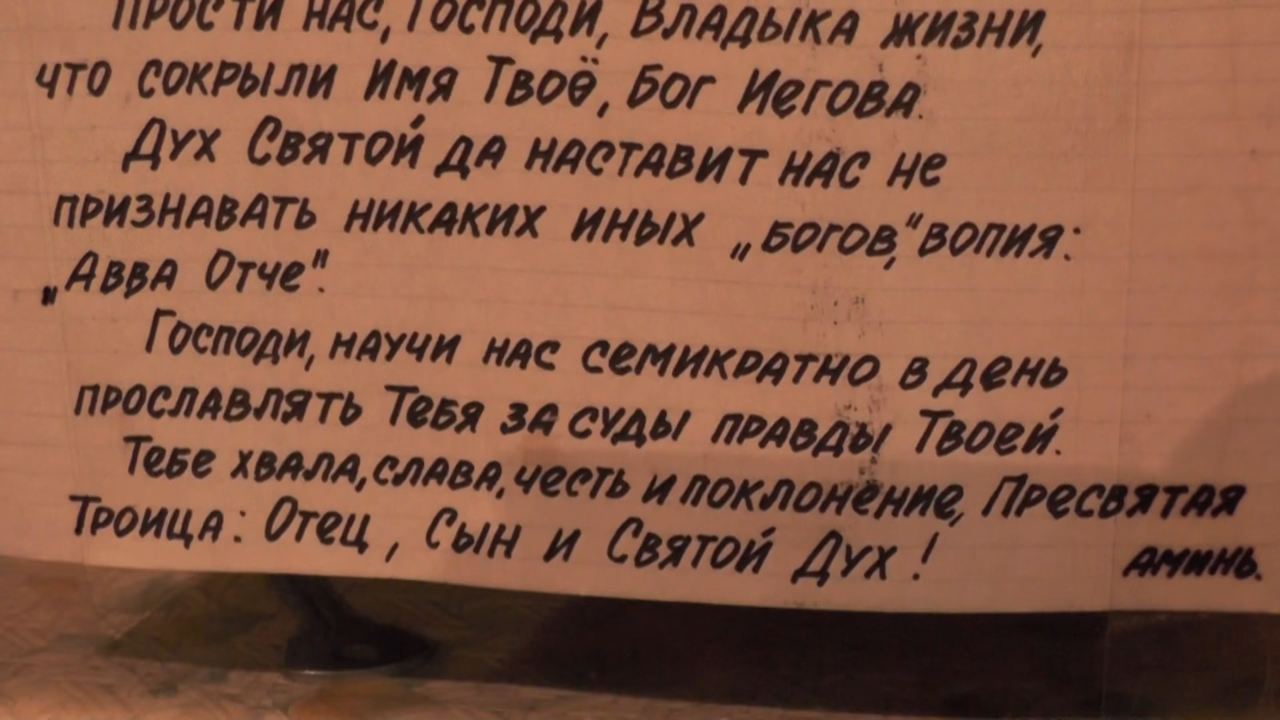 Прости нас, Господи, Владыка жизни,
что сокрыли Имя Твоё, Бог Иегова.
Дух Святой да наставит нас не
признавать никаких иных „богов,“ вопия:
„Авва Отче".
Господи, научи нас семикратно в день
прославлять Тебя за суды правды Твоей.
Тебе хвала, слава, честь и поклонение, Пресвятая
Троица: Отец, Сын и Святой Дух!
Аминь.